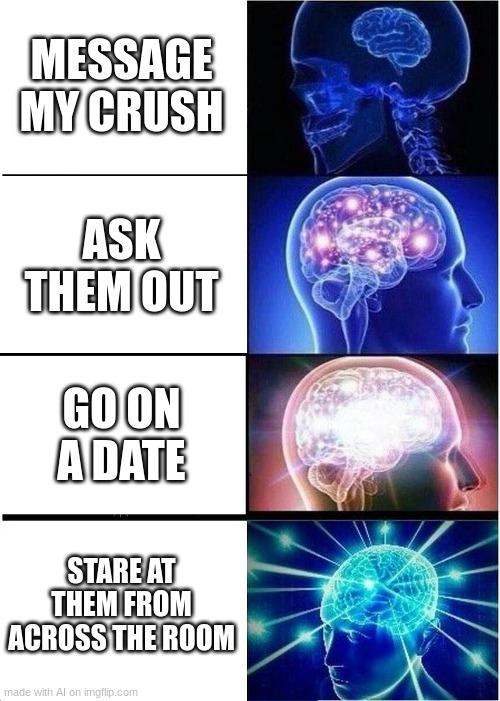 MESSAGE
MY CRUSH
ASK
THEM OUT
GO ON
A DATE
STARE AT
THEM FROM
ACROSS THE ROOM
made with AI on imgflip.com